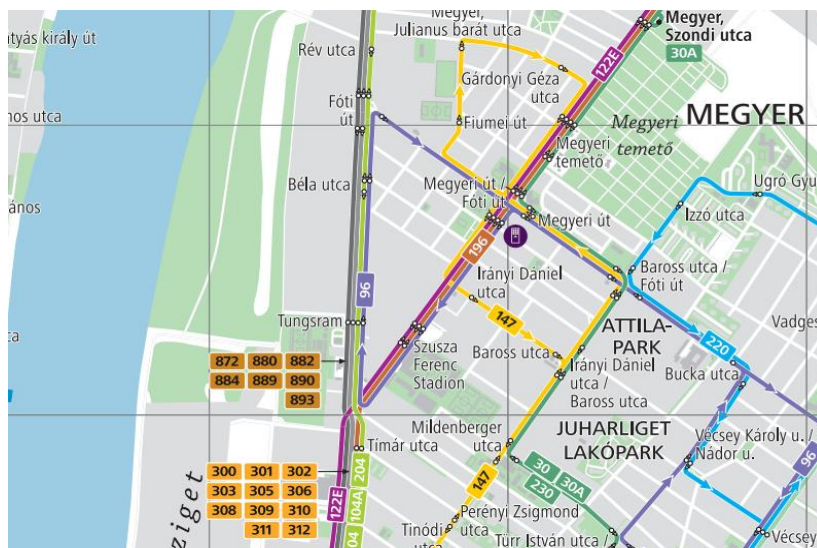 Megyer,
Julianus barát utca
Megyer,
Szondi utca
30A
Rév utca
122E
Gárdonyi Géza
utca
Fóti
út
Fiumei út
Megyeri
temető
MEGYER
Megyeri
temető
Béla utca
Megyeri út /
Fóti út
Megyeri út
Izzó utca
Ugró Gyu
196
Irányi Dániel
utca
Baross utca /
Fóti út
96
147
Tungsram
Szusza
Ferenc
Stadion
Baross utca
ATTILA-
PARK
220
Vadges
Bucka utca
872 880 882
884 889 890
893
Irányi Dániel
utca /
Baross utca
Mildenberger
utca
JUHARLIGET
LAKÓPARK
Tímár utca
Vécsey Károly u. /
Nádor u.
300 301 302
303 305 306
308 309 310
311 312
204
122E
104A
04
147
30 30A
230
96
Perényi Zsigmond
utca
Tinódi
utca
Türr István utca
Vécsey
sziget
tyás király út
os utca
ános
ca